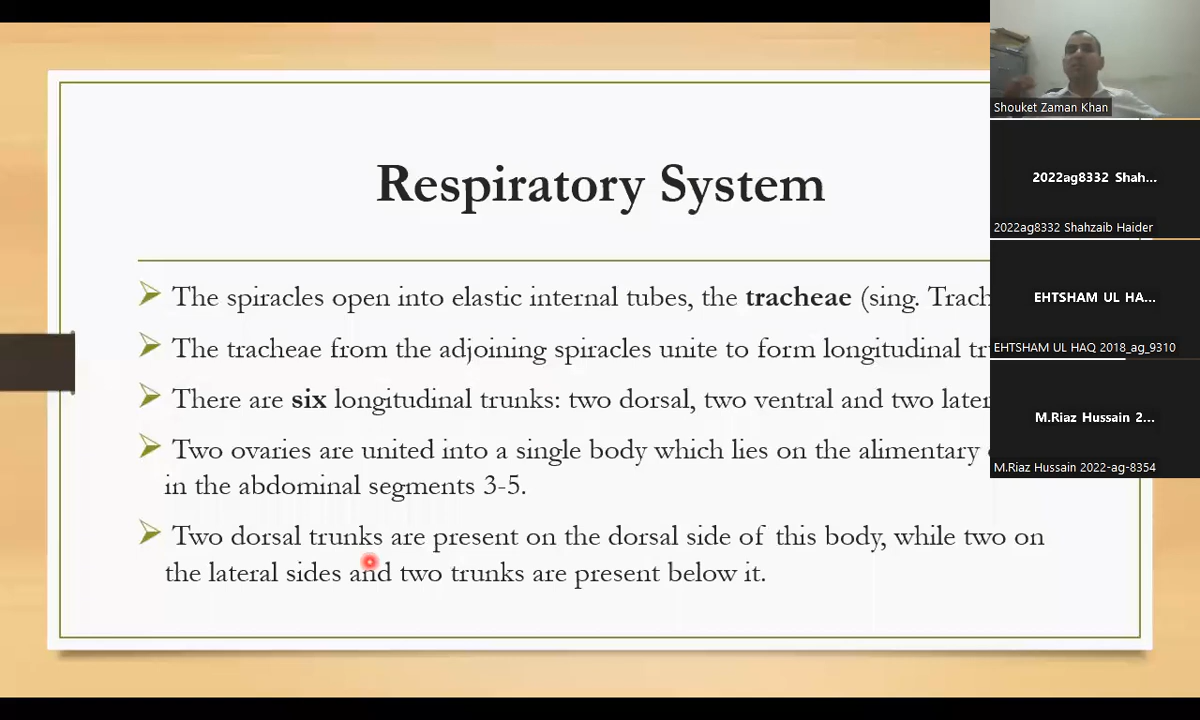 Respiratory System
The spiracles open into elastic internal tubes, the tracheae (sing. Trach
The tracheae from the adjoining spiracles unite to form longitudinal tr
There are six longitudinal trunks: two dorsal, two ventral and two later
Two ovaries are united into a single body which lies on the alimentary
in the abdominal segments 3-5.
Two dorsal trunks are present on the dorsal side of this body, while two on
the lateral sides and two trunks are present below it.
Shouket Zaman Khan
2022ag8332 Shah...
2022ag8332 Shahzaib Haider
EHTSHAM UL HA...
EHTSHAM UL HAQ 2018_ag_9310
M.Riaz Hussain 2...
M.Riaz Hussain 2022-ag-8354